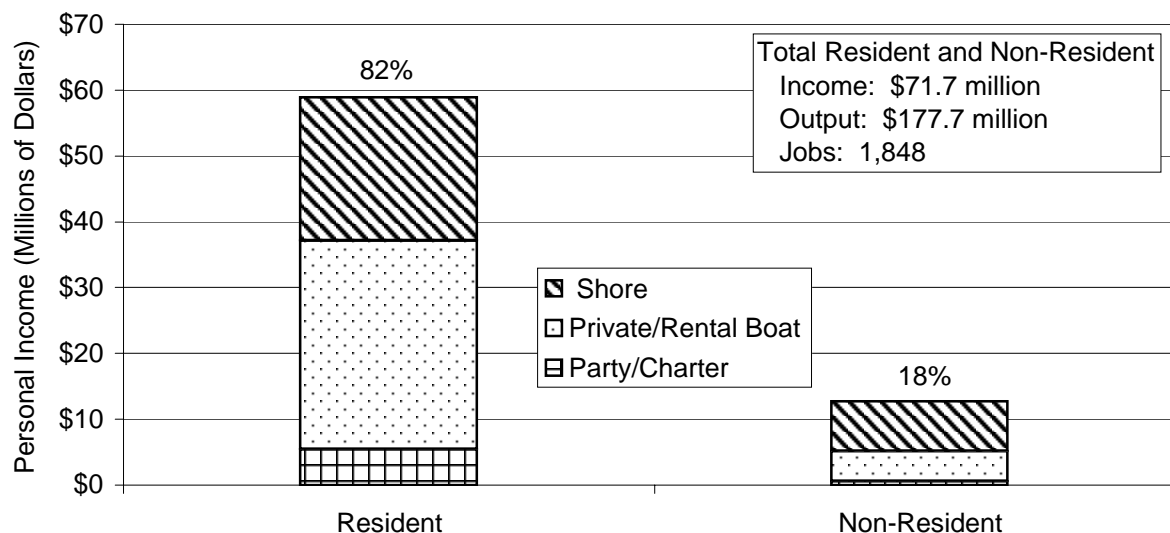 Personal Income (Millions of Dollars)
$70
$60
$50
$40
$30
$20
$10
$0
82%
18%
Total Resident and Non-Resident
Income: $71.7 million
Output: $177.7 million
Jobs: 1,848
Shore
Private/Rental Boat
Party/Charter
Resident
Non-Resident